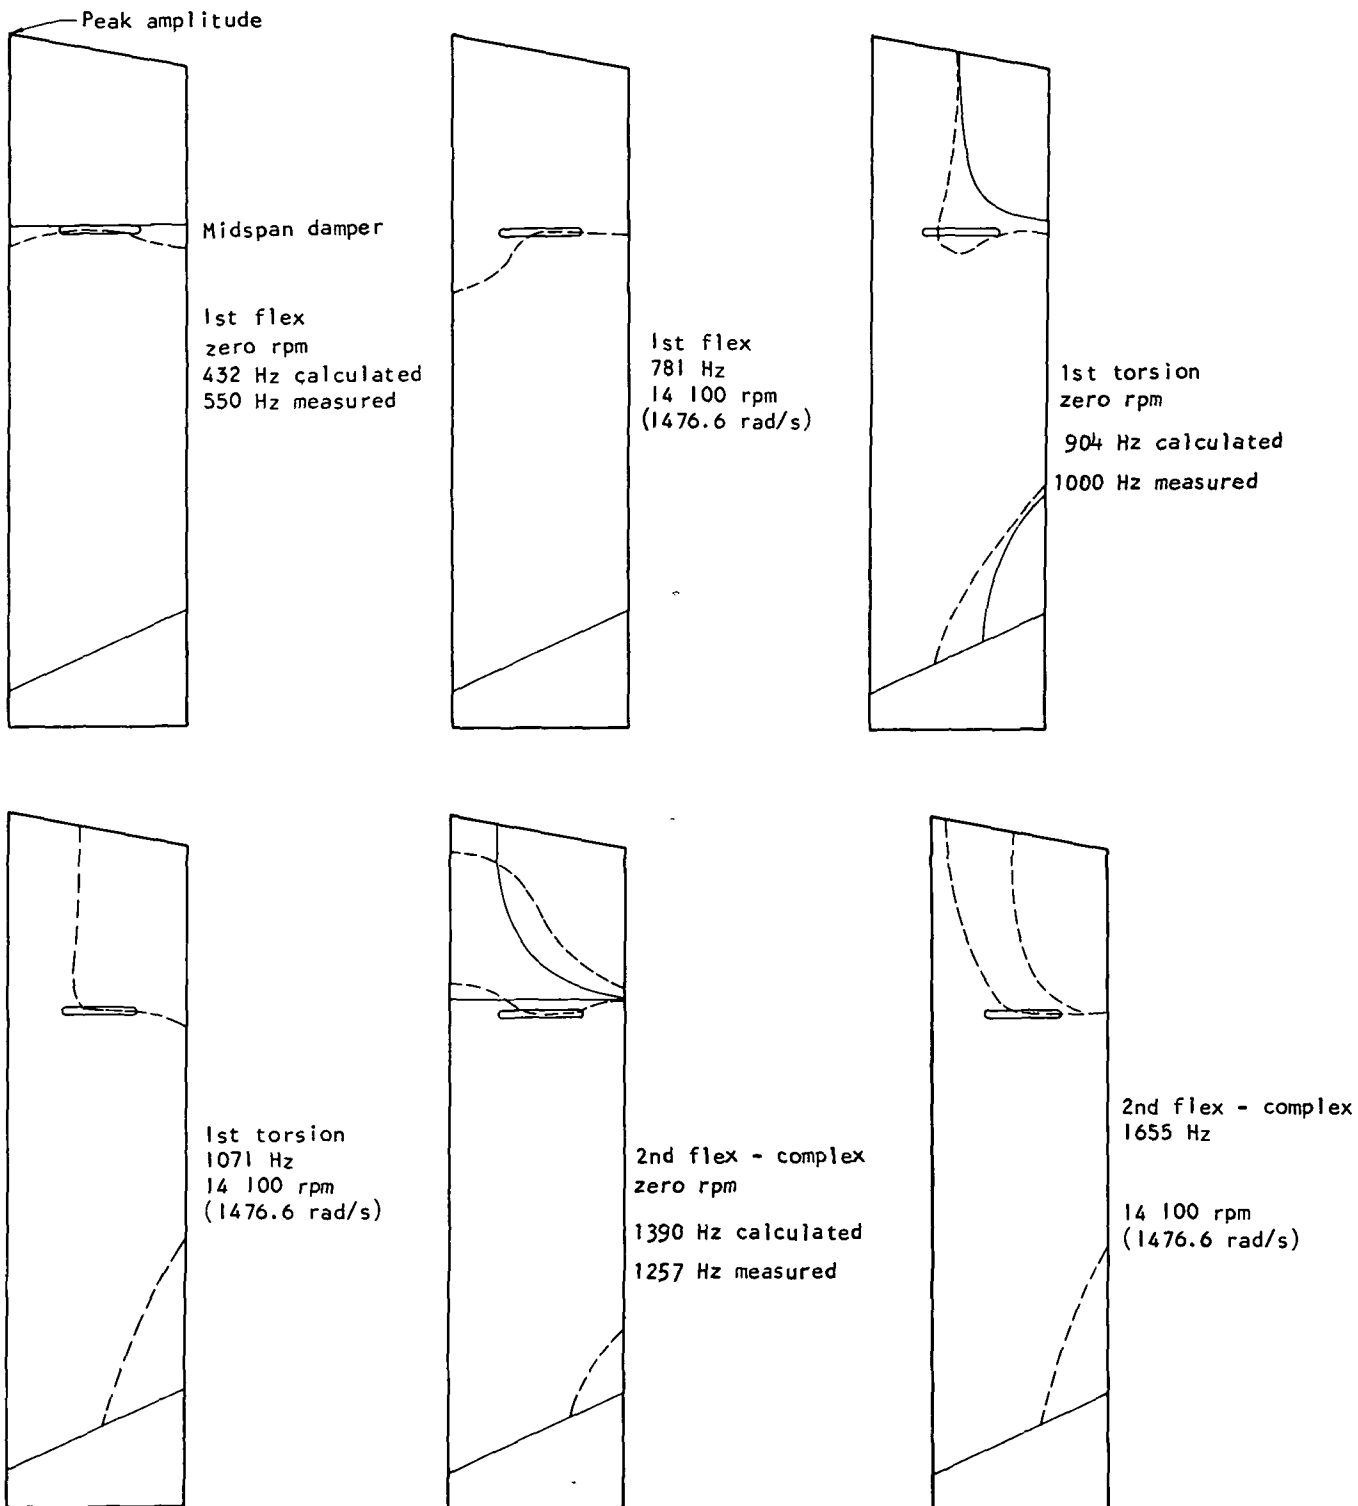 Peak amplitude
Midspan damper
1st flex
zero rpm
432 Hz calculated
550 Hz measured
1st flex
781 Hz
14 100 rpm
(1476.6 rad/s)
1st torsion
zero rpm
904 Hz calculated
1000 Hz measured
1st torsion
1071 Hz
14 100 rpm
(1476.6 rad/s)
2nd flex - complex
zero rpm
1390 Hz calculated
1257 Hz measured
2nd flex - complex
1655 Hz
14 100 rpm
(1476.6 rad/s)